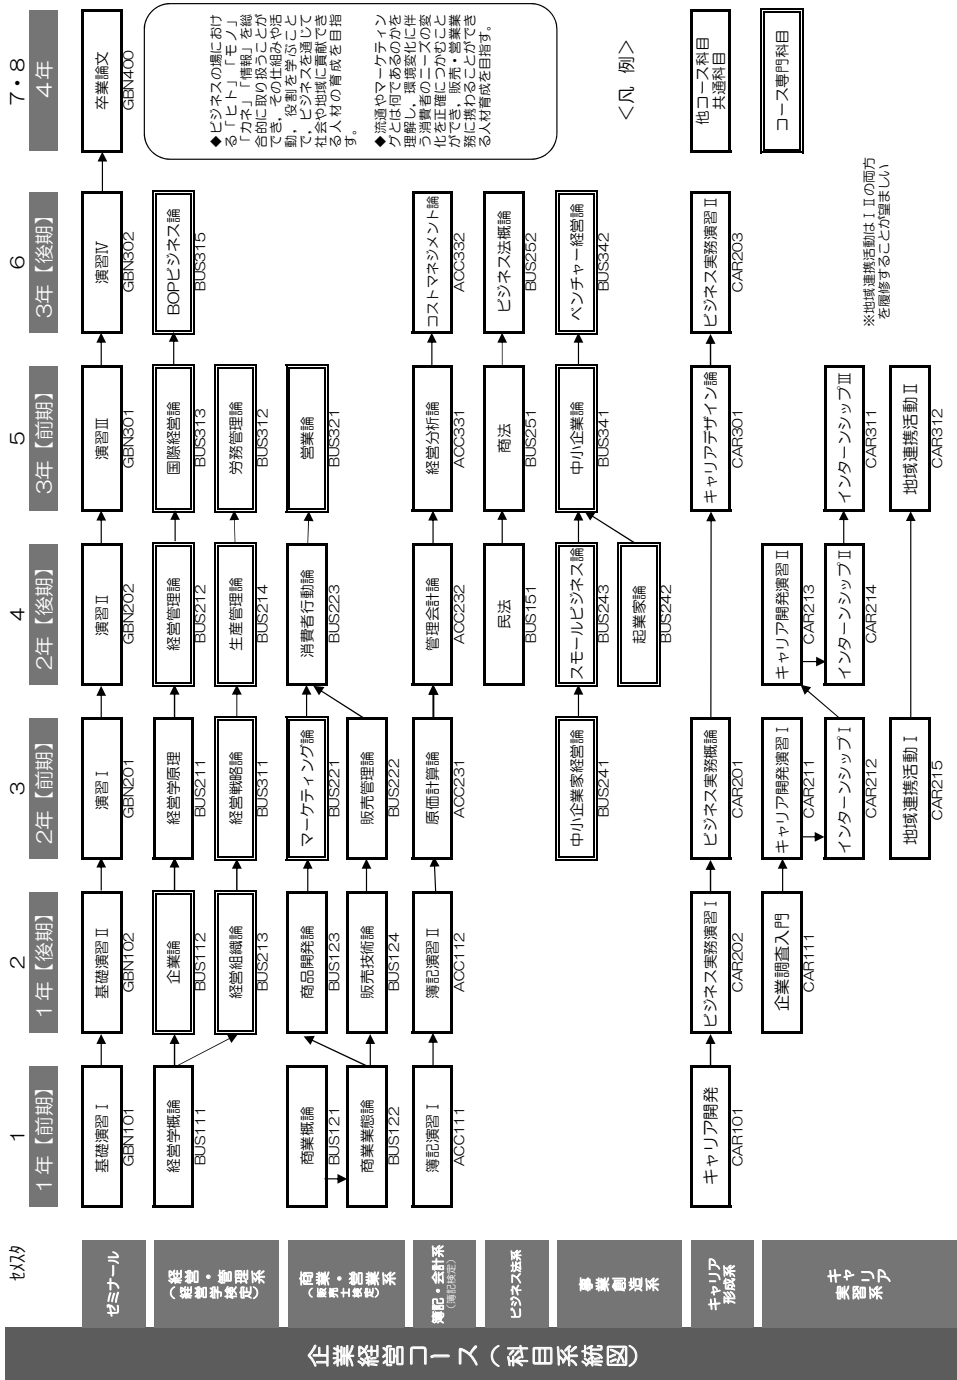 企業経営コース（科目系統図）
セメスタ
1
2
3
4
5
6
7・8
1年【前期】
1年【後期】
2年【前期】
2年【後期】
3年【前期】
3年【後期】
4年
ゼミナール
基礎演習Ⅰ
GBN101
基礎演習Ⅱ
GBN102
演習Ⅰ
GBN201
演習Ⅱ
GBN202
演習Ⅲ
GBN301
演習Ⅳ
GBN302
卒業論文
GBN400
経営・管理系
（経営学検定）
経営学概論
BUS111
企業論
BUS112
経営学原理
BUS211
経営管理論
BUS212
国際経営論
BUS313
BOPビジネス論
BUS315
経営組織論
BUS213
経営戦略論
BUS311
生産管理論
BUS214
労務管理論
BUS312
商業・営業系
（販売士検定）
商業概論
BUS121
商品開発論
BUS123
マーケティング論
BUS221
消費者行動論
BUS223
営業論
BUS321
商業業態論
BUS122
販売技術論
BUS124
販売管理論
BUS222
簿記・会計系
（簿記検定）
簿記演習Ⅰ
ACC111
簿記演習Ⅱ
ACC112
原価計算論
ACC231
管理会計論
ACC232
経営分析論
ACC331
コストマネジメント論
ACC332
ビジネス法系
民法
BUS151
商法
BUS251
ビジネス法概論
BUS252
事業創造系
中小企業家経営論
BUS241
スモールビジネス論
BUS243
中小企業論
BUS341
ベンチャー経営論
BUS342
起業家論
BUS242
キャリア
形成系
キャリア開発
CAR101
ビジネス実務演習Ⅰ
CAR202
ビジネス実務概論
CAR201
キャリアデザイン論
CAR301
ビジネス実務演習Ⅱ
CAR203
キャリア
実習系
企業調査入門
CAR111
キャリア開発演習Ⅰ
CAR211
キャリア開発演習Ⅱ
CAR213
インターンシップⅠ
CAR212
インターンシップⅡ
CAR214
インターンシップⅢ
CAR311
地域連携活動Ⅰ
CAR215
地域連携活動Ⅱ
CAR312
◆ビジネスの場におけ
る「ヒト」「モノ」
「カネ」「情報」を総
合的に取り扱うことが
でき，その仕組みや活
動，役割を学ぶこと
で，ビジネスを通じて
社会や地域に貢献でき
る人材の育成を目指
す。
◆流通やマーケティン
グとは何であるのかを
理解し，環境変化に伴
う消費者のニーズの変
化を正確につかむこと
ができ，販売・営業業
務に携わることができ
る人材育成を目指す。
＜凡 例＞
他コース科目
共通科目
コース専門科目
※地域連携活動はⅠⅡの両方
を履修することが望ましい